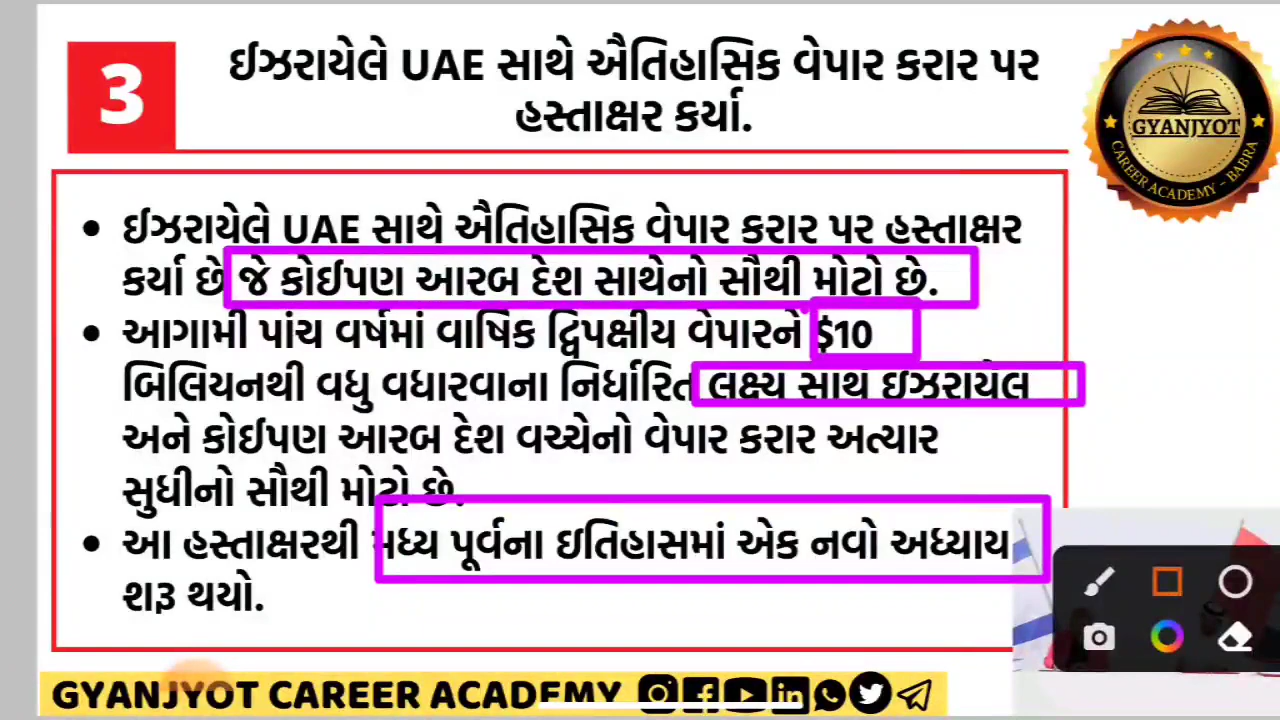 3
ઈઝરાયેલે UAE સાથે ઐતિહાસિક વેપાર કરાર પર
હસ્તાક્ષર કર્યા.
GYANJYOT
CAREER ACADEMY - BABRA
• ઈઝરાયેલે UAE સાથે ઐતિહાસિક વેપાર કરાર પર હસ્તાક્ષર
કર્યા છે જે કોઈપણ આરબ દેશ સાથેનો સૌથી મોટો છે.
• આગામી પાંચ વર્ષમાં વાર્ષિક દ્વિપક્ષીય વેપારને $10
બિલિયનથી વધુ વધારવાના નિર્ધારિત લક્ષ્ય સાથે ઈઝરાયેલ
અને કોઈપણ આરબ દેશ વચ્ચેનો વેપાર કરાર અત્યાર
સુધીનો સૌથી મોટો છે.
• આ હસ્તાક્ષરથી મધ્ય પૂર્વના ઇતિહાસમાં એક નવો અધ્યાય
શરૂ થયો.
GYANJYOT CAREER ACADEMY